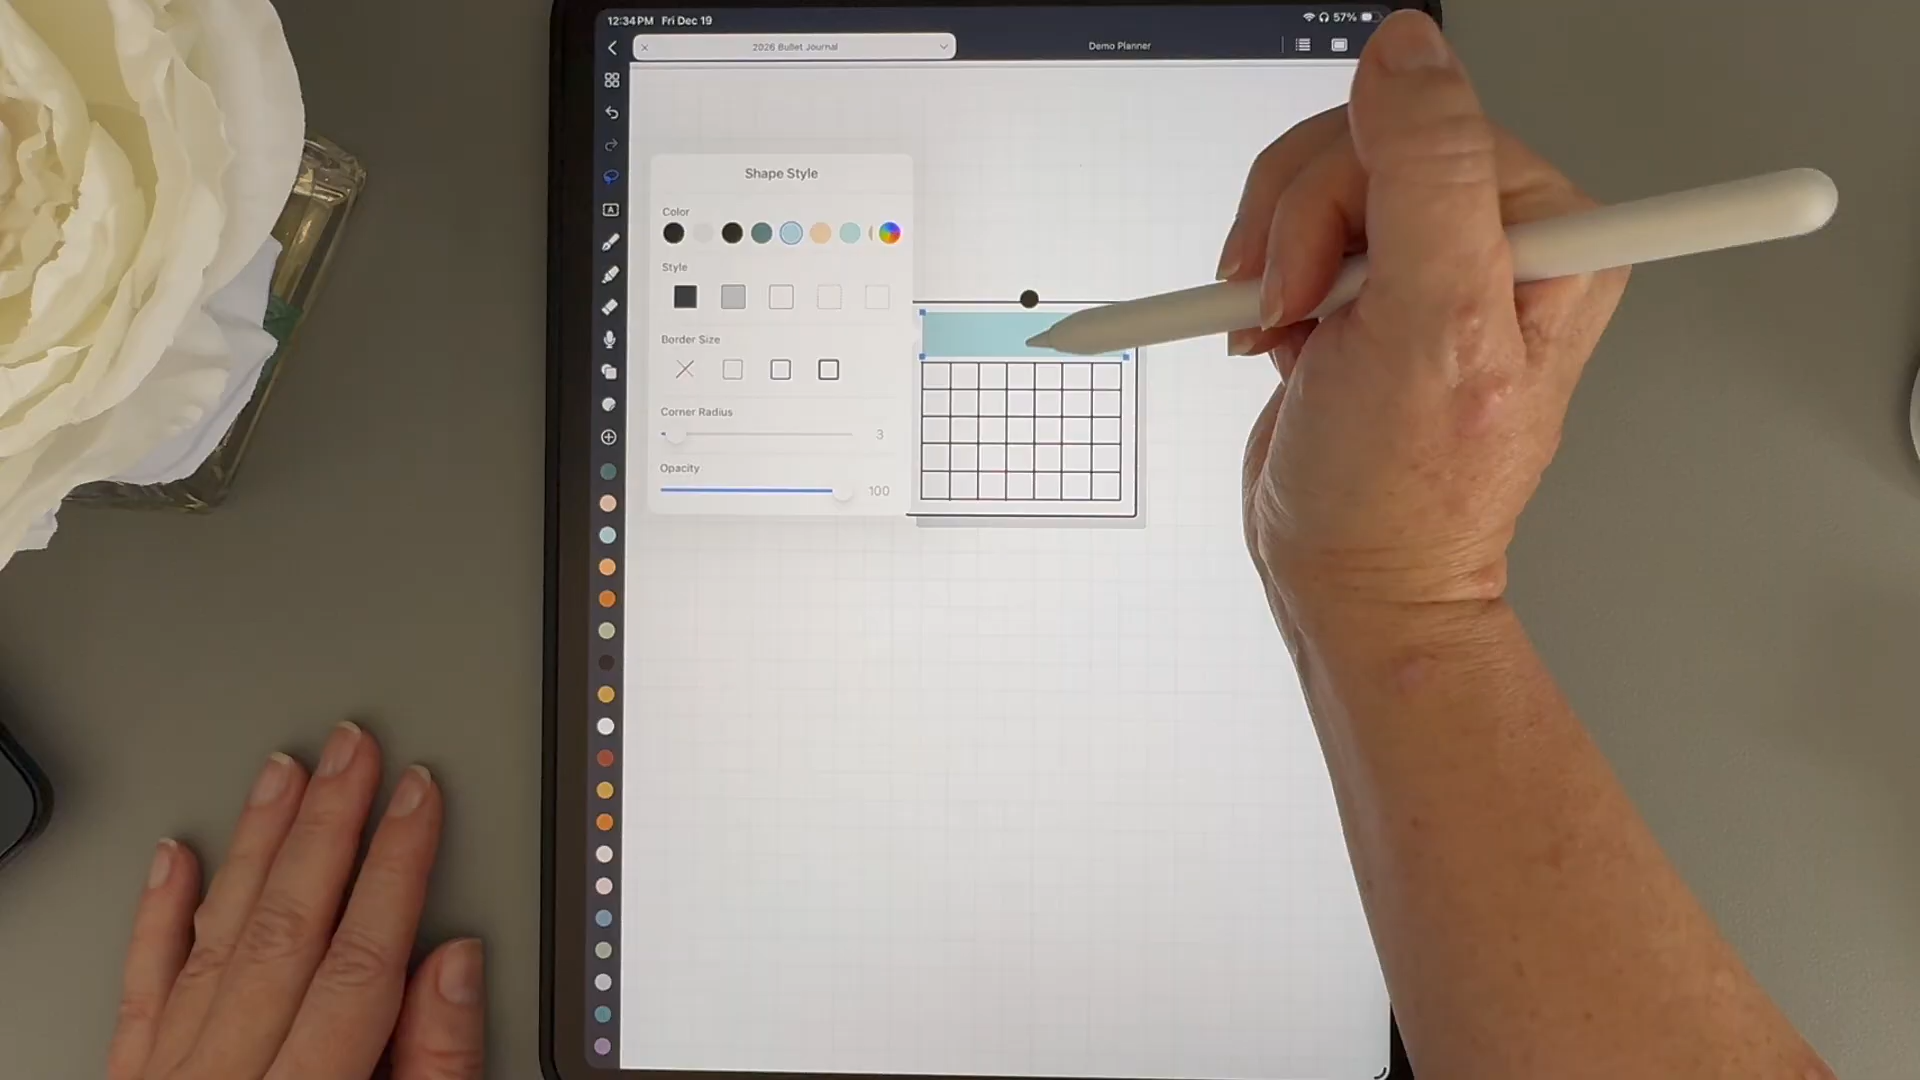 12:34 PM Fri Dec 19
57%
2026 Bullet Journal
Demo Planner
Shape Style
Color
Style
Border Size
Corner Radius
3
Opacity
100
A